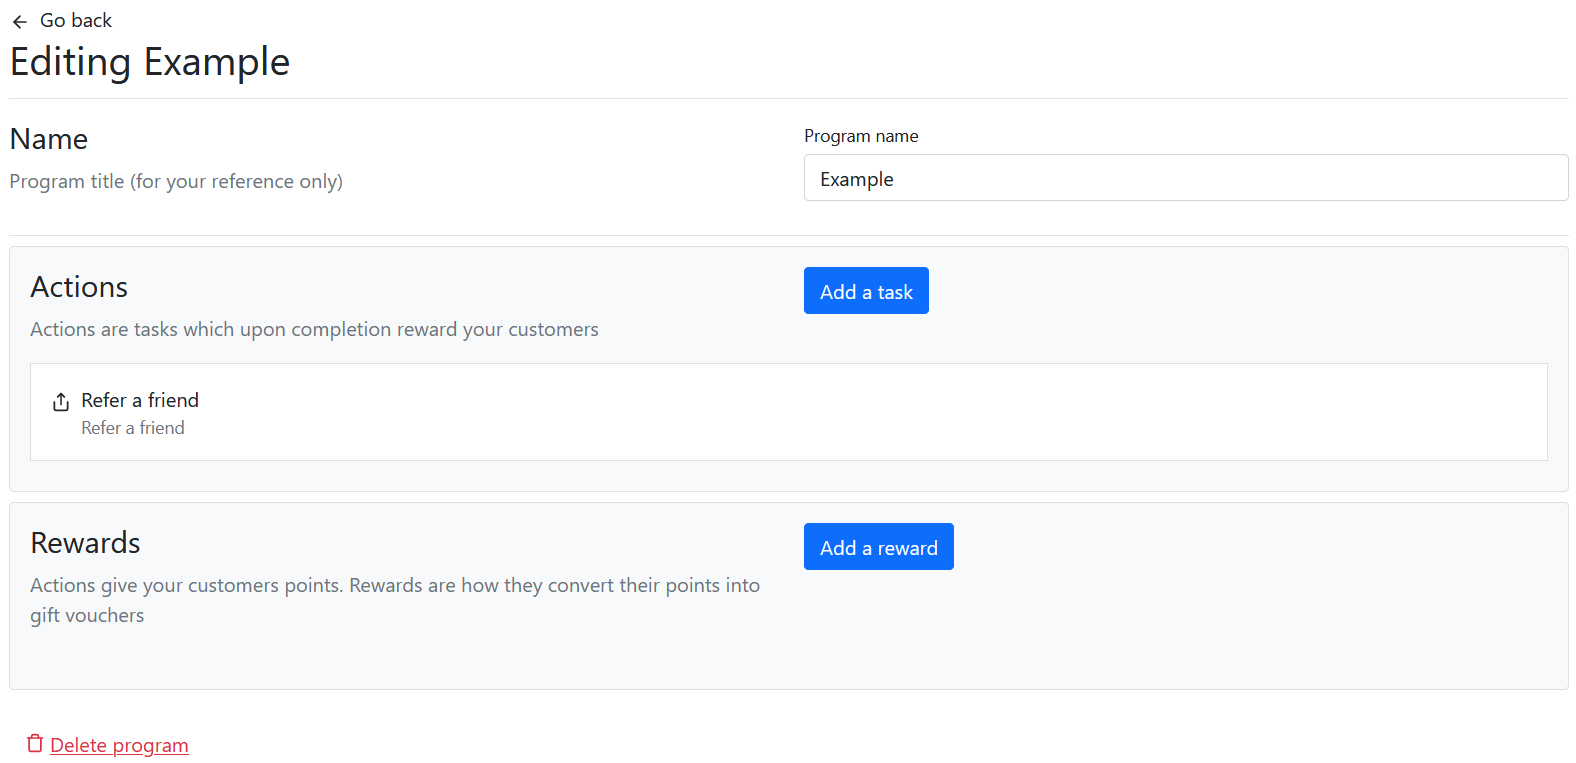 Go back
Editing Example
Name
Program title (for your reference only)
Program name
Example
Actions
Actions are tasks which upon completion reward your customers
Add a task
Refer a friend
Refer a friend
Rewards
Actions give your customers points. Rewards are how they convert their points into
gift vouchers
Add a reward
Delete program